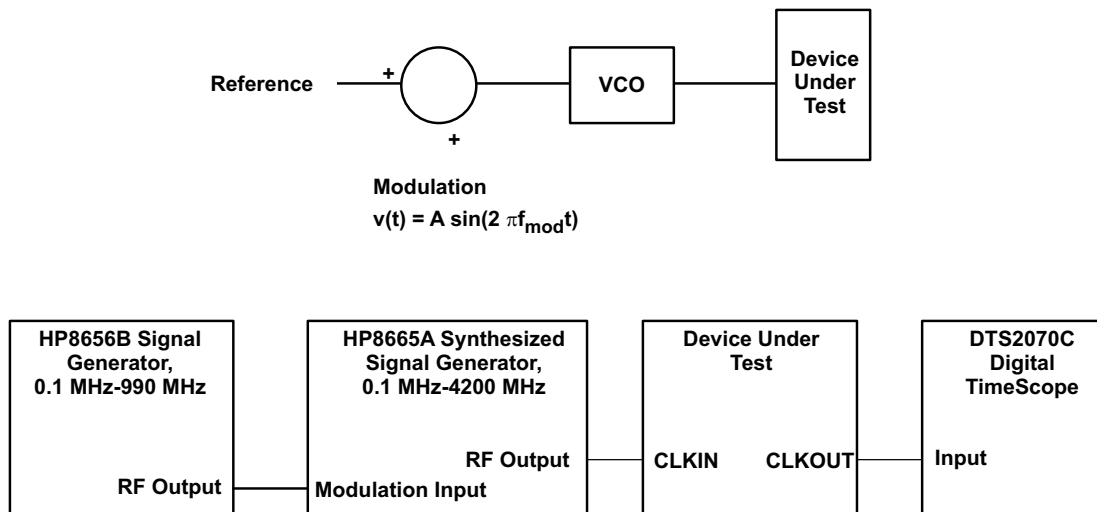 Reference
+
+
VCO
Device
Under
Test
Modulation
v(t) = A sin(2 πf_mod t)
HP8656B Signal
Generator,
0.1 MHz-990 MHz
RF Output
HP8665A Synthesized
Signal Generator,
0.1 MHz-4200 MHz
RF Output
Modulation Input
Device Under
Test
CLKIN CLKOUT
DTS2070C
Digital
TimeScope
Input